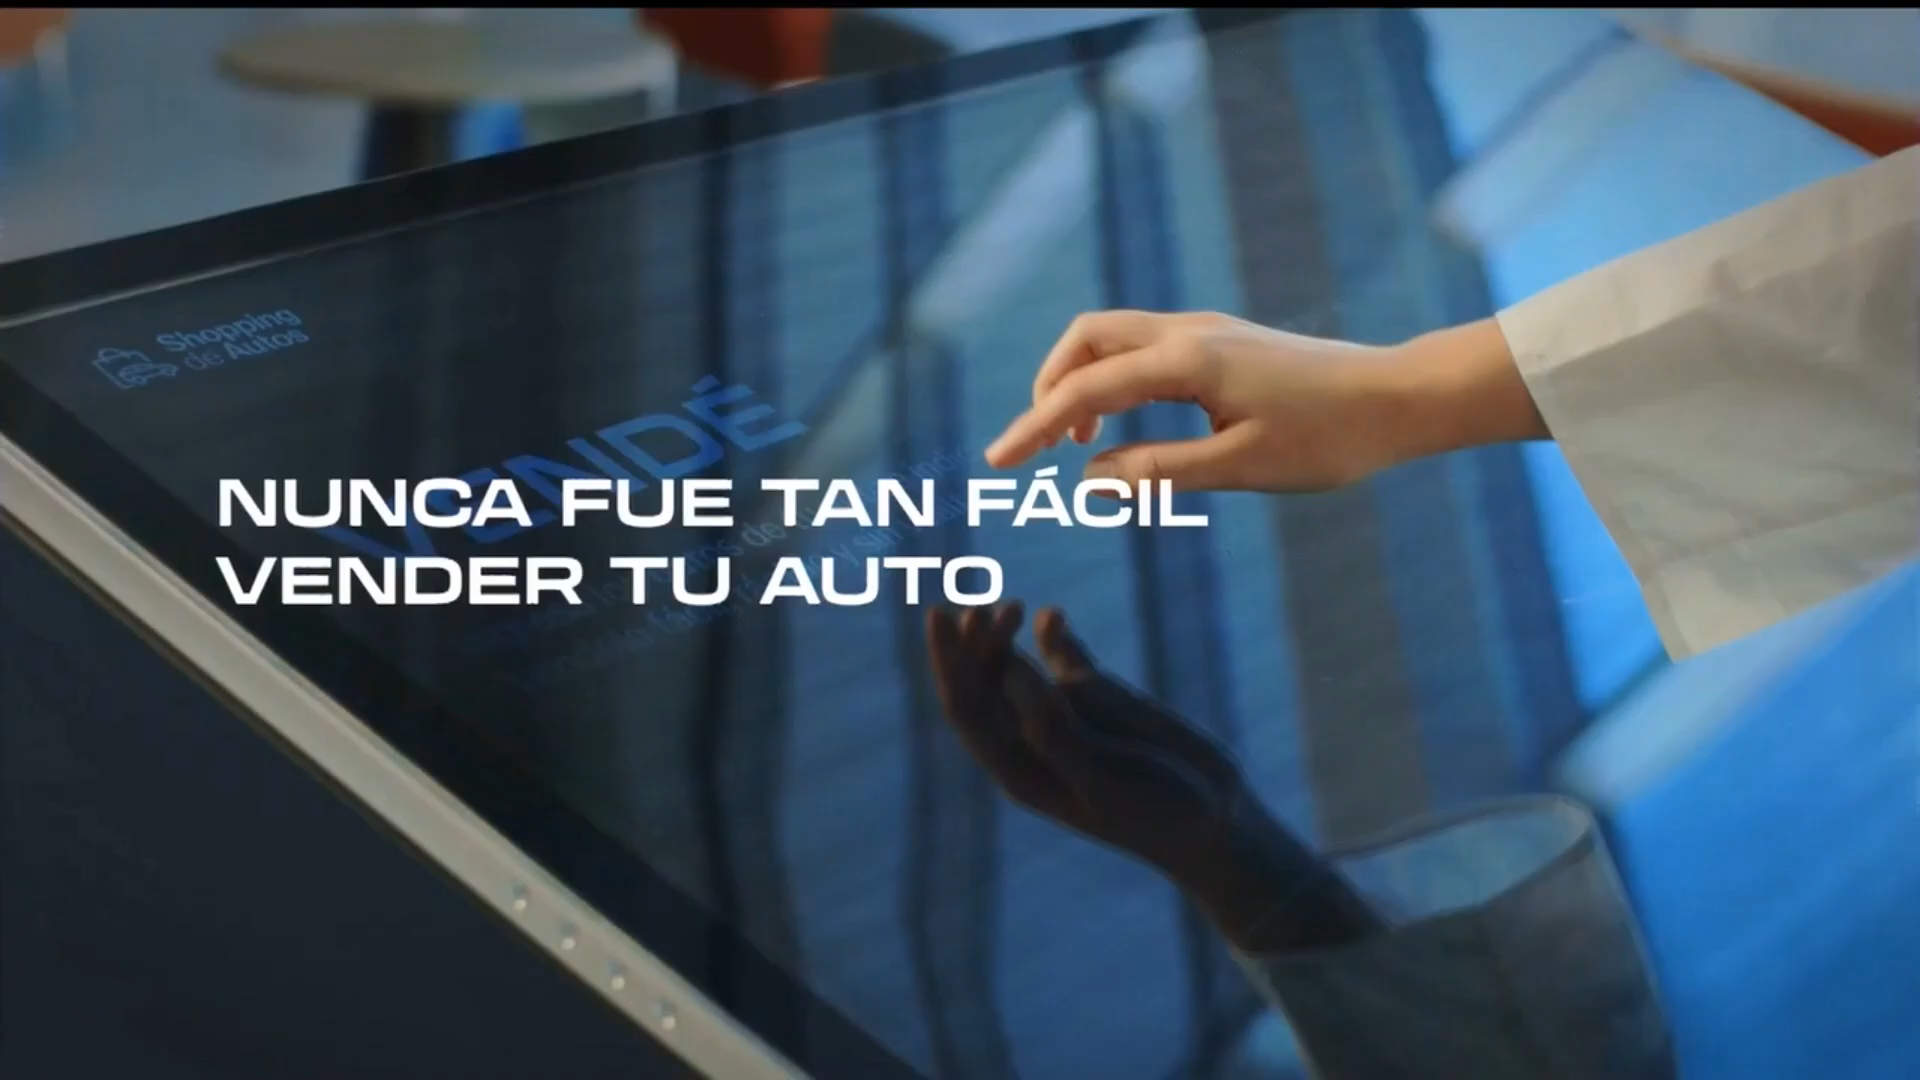 Shopping
de Autos
VENDÉ
NUNCA FUE TAN FÁCIL
VENDER TU AUTO